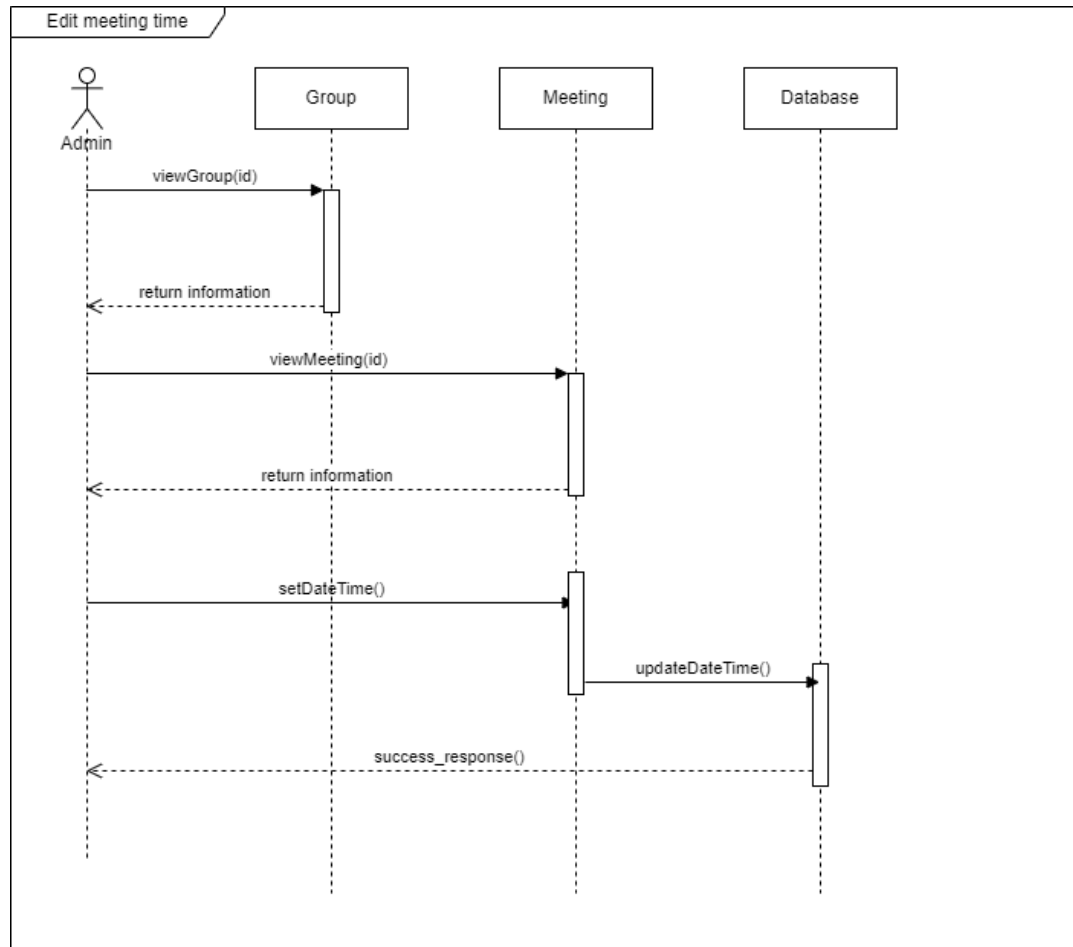 Edit meeting time
Group
Meeting
Database
Admin
viewGroup(id)
return information
viewMeeting(id)
return information
setDateTime()
updateDateTime()
success_response()